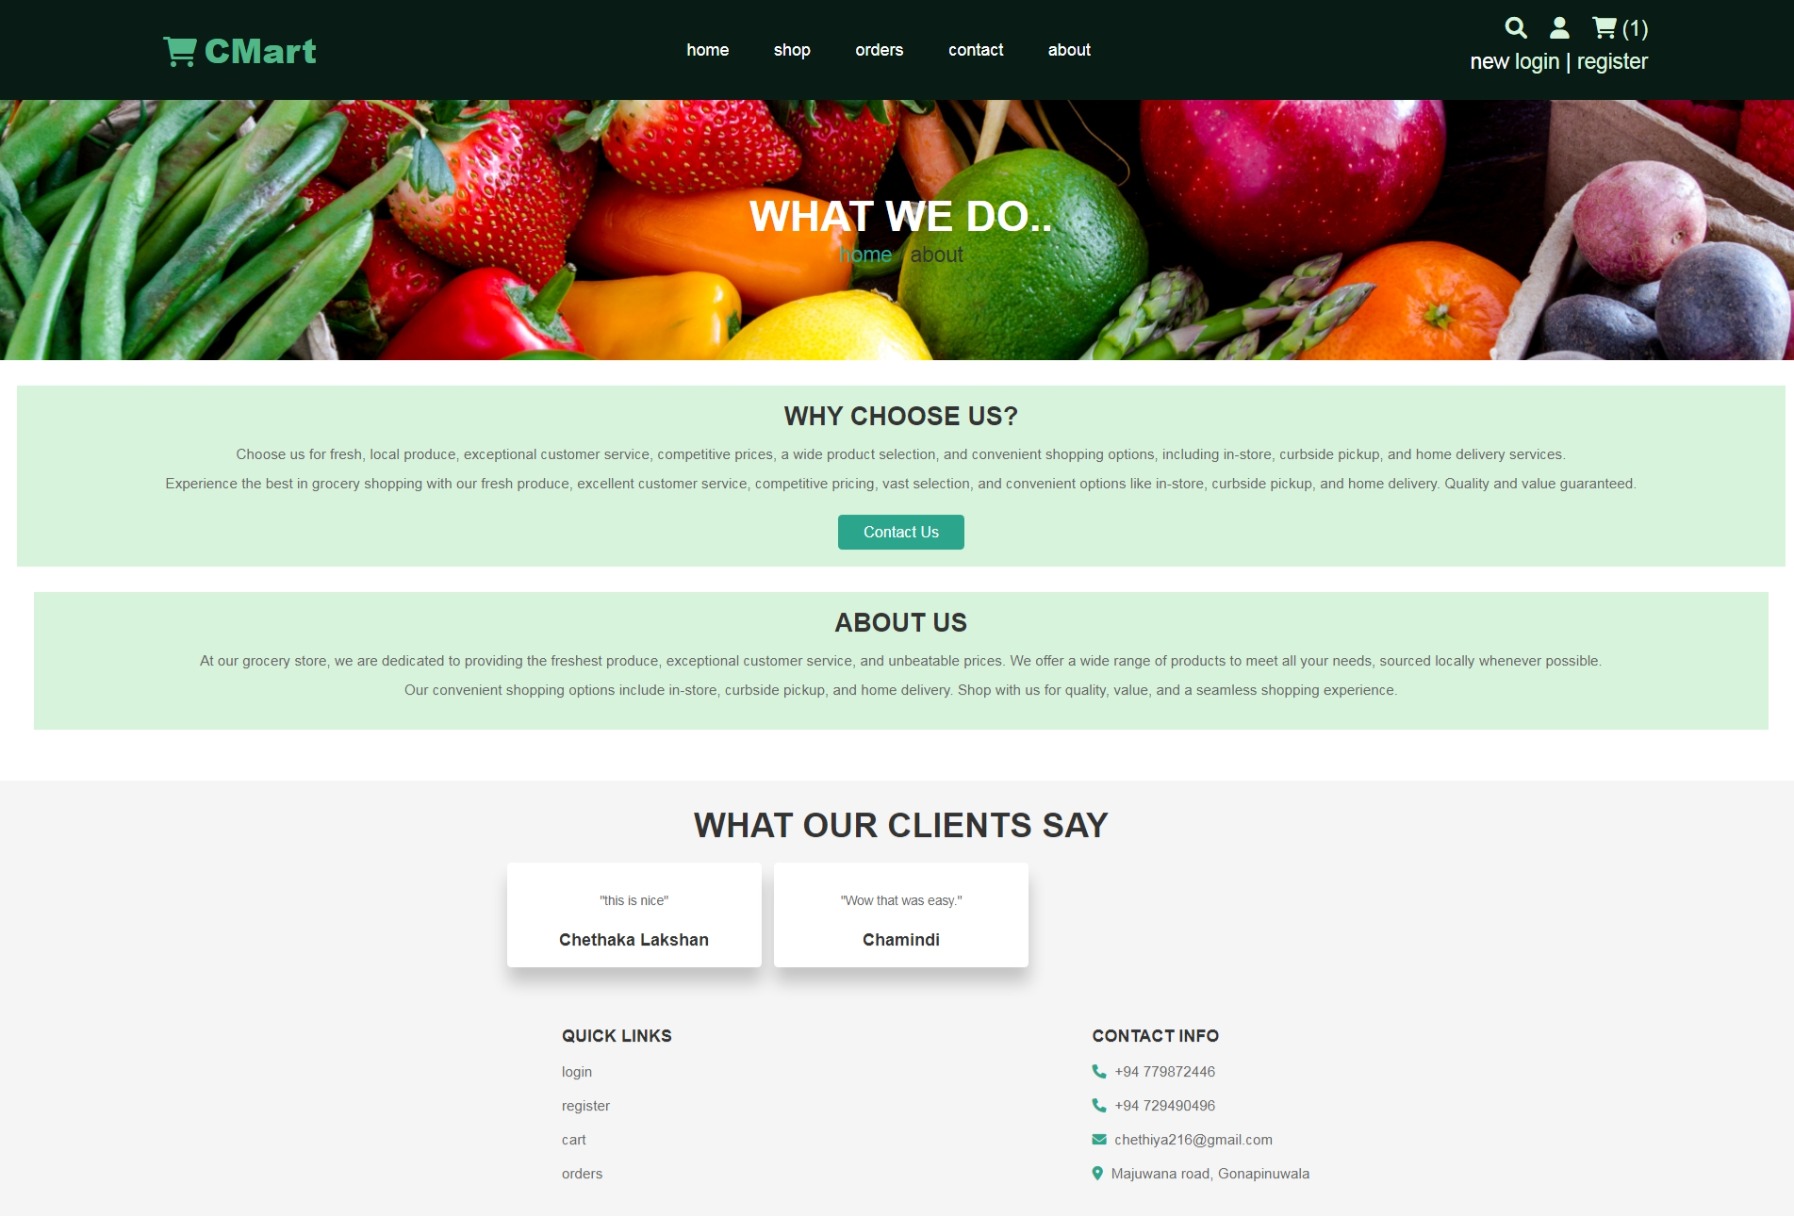 CMart
home shop orders contact about
(1)
new login | register
WHAT WE DO..
home / about
WHY CHOOSE US?
Choose us for fresh, local produce, exceptional customer service, competitive prices, a wide product selection, and convenient shopping options, including in-store, curbside pickup, and home delivery services.
Experience the best in grocery shopping with our fresh produce, excellent customer service, competitive pricing, vast selection, and convenient options like in-store, curbside pickup, and home delivery. Quality and value guaranteed.
Contact Us
ABOUT US
At our grocery store, we are dedicated to providing the freshest produce, exceptional customer service, and unbeatable prices. We offer a wide range of products to meet all your needs, sourced locally whenever possible.
Our convenient shopping options include in-store, curbside pickup, and home delivery. Shop with us for quality, value, and a seamless shopping experience.
WHAT OUR CLIENTS SAY
"this is nice"
Chethaka Lakshan
"Wow that was easy."
Chamindi
QUICK LINKS
login
register
cart
orders
CONTACT INFO
+94 779872446
+94 729490496
chethiya216@gmail.com
Majuwana road, Gonapinuwala